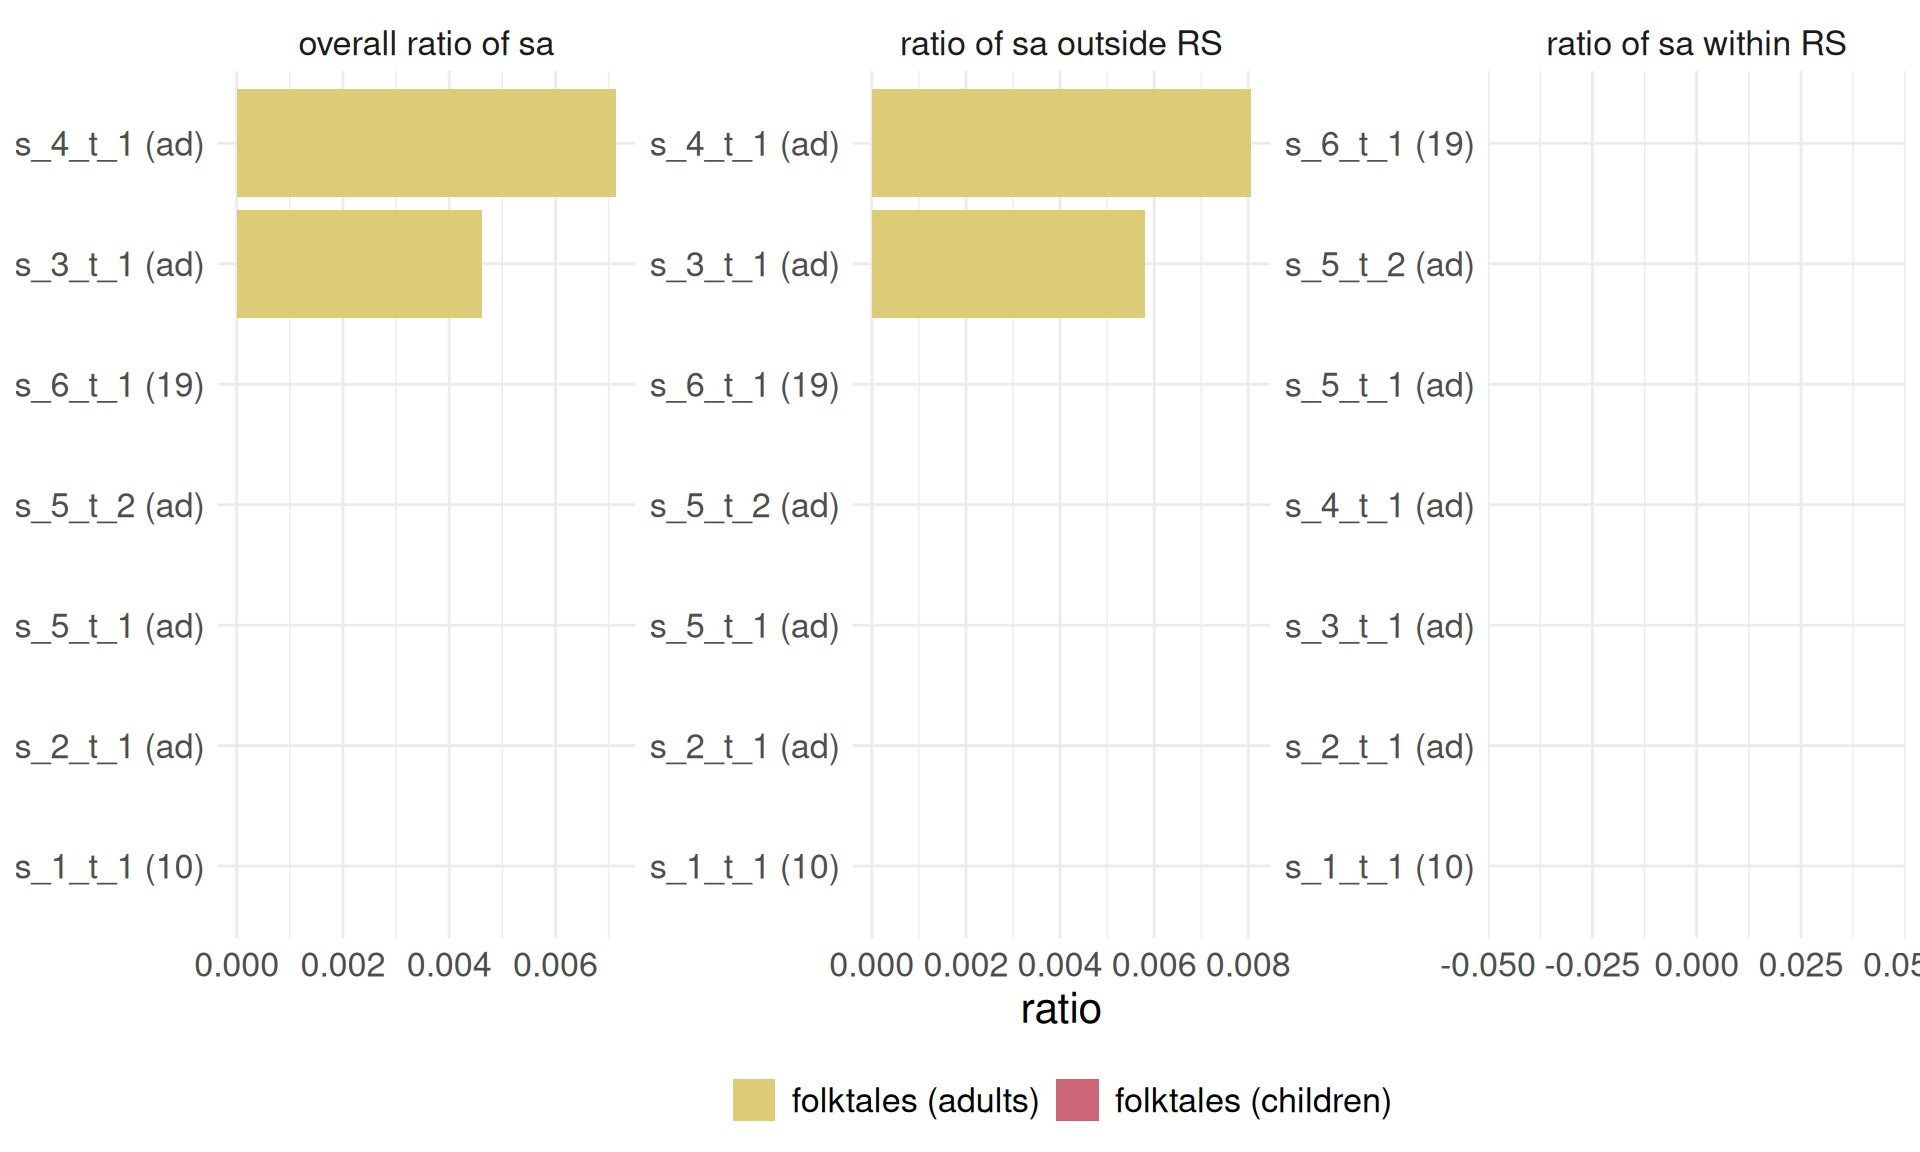 overall ratio of sa
ratio of sa outside RS
ratio of sa within RS
s_4_t_1 (ad)
s_3_t_1 (ad)
s_6_t_1 (19)
s_5_t_2 (ad)
s_5_t_1 (ad)
s_2_t_1 (ad)
s_1_t_1 (10)
0.000 0.002 0.004 0.006
s_4_t_1 (ad)
s_3_t_1 (ad)
s_6_t_1 (19)
s_5_t_2 (ad)
s_5_t_1 (ad)
s_2_t_1 (ad)
s_1_t_1 (10)
0.000 0.002 0.004 0.006 0.008
s_6_t_1 (19)
s_5_t_2 (ad)
s_5_t_1 (ad)
s_4_t_1 (ad)
s_3_t_1 (ad)
s_2_t_1 (ad)
s_1_t_1 (10)
-0.050 -0.025 0.000 0.025
ratio
folktales (adults) folktales (children)